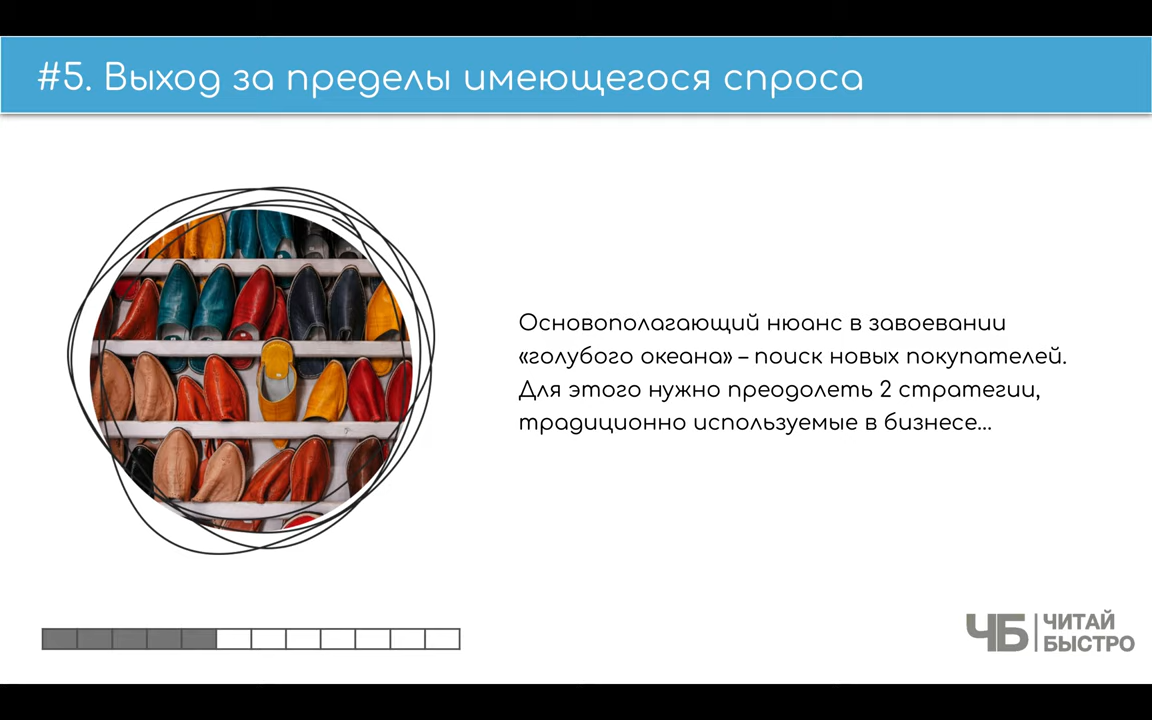 #5. Выход за пределы имеющегося спроса
Основополагающий нюанс в завоевании
«голубого океана» – поиск новых покупателей.
Для этого нужно преодолеть 2 стратегии,
традиционно используемые в бизнесе...
ЧБ ЧИТАЙ
БЫСТРО